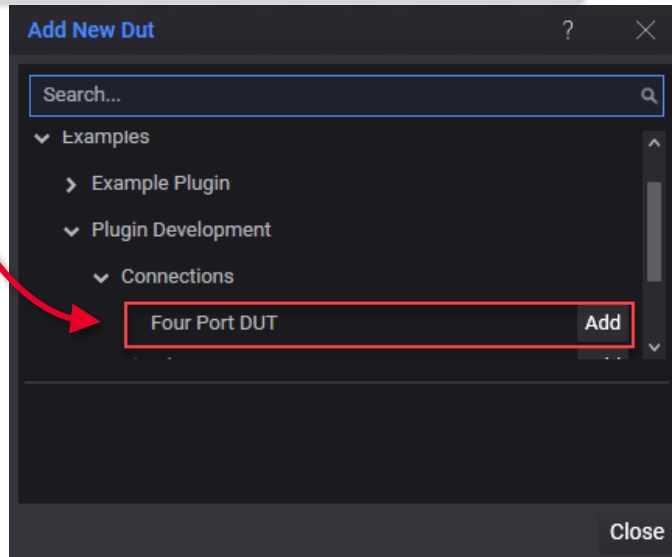 Add New Dut ?
Search...
Examples
Example Plugin
Plugin Development
Connections
Four Port DUT Add
Close